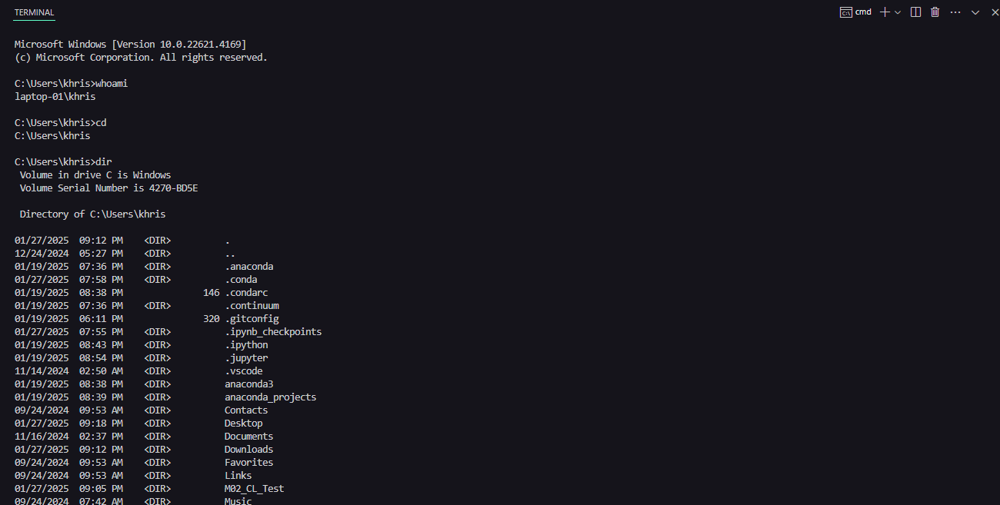 TERMINAL
cmd
Microsoft Windows [Version 10.0.22621.4169]
(c) Microsoft Corporation. All rights reserved.
C:\Users\khris>whoami
laptop-01\khris
C:\Users\khris>cd
C:\Users\khris
C:\Users\khris>dir
 Volume in drive C is Windows
 Volume Serial Number is 4270-BD5E
 Directory of C:\Users\khris
01/27/2025  09:12 PM    <DIR>          .
12/24/2024  05:27 PM    <DIR>          ..
01/19/2025  07:36 PM    <DIR>          .anaconda
01/27/2025  07:58 PM    <DIR>          .conda
01/19/2025  08:38 PM               146 .condarc
01/19/2025  07:36 PM    <DIR>          .continuum
01/19/2025  06:11 PM               320 .gitconfig
01/27/2025  07:55 PM    <DIR>          .ipynb_checkpoints
01/19/2025  08:43 PM    <DIR>          .ipython
01/19/2025  08:54 PM    <DIR>          .jupyter
11/14/2024  02:50 AM    <DIR>          .vscode
01/19/2025  08:38 PM    <DIR>          anaconda3
01/19/2025  08:39 PM    <DIR>          anaconda_projects
09/24/2024  09:53 AM    <DIR>          Contacts
01/27/2025  09:18 PM    <DIR>          Desktop
11/16/2024  02:37 PM    <DIR>          Documents
01/27/2025  09:12 PM    <DIR>          Downloads
09/24/2024  09:53 AM    <DIR>          Favorites
09/24/2024  09:53 AM    <DIR>          Links
01/27/2025  09:05 PM    <DIR>          M02_CL_Test
09/24/2024  07:42 AM    <DIR>          Music